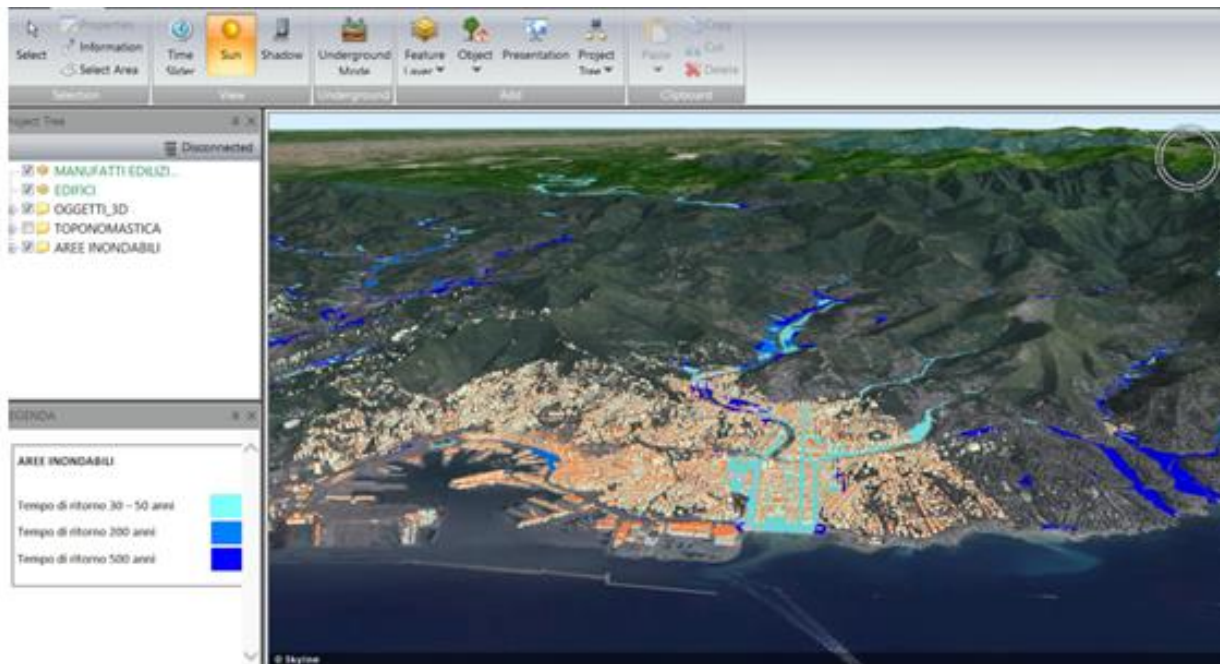 Properties
Information
Select Area
Select
Selection
Time
Slider
Sun
Shadow
View
Underground
Mode
Underground
Feature
Layer
Object
Presentation
Project
Tree
Add
Paste
Copy
Cut
Delete
Clipboard
Project Tree
Disconnected
MANUFATTI EDILIZI...
EDIFICI
OGGETTI_3D
TOPONOMASTICA
AREE INONDABILI
LEGENDA
AREE INONDABILI
Tempo di ritorno 30 – 50 anni
Tempo di ritorno 200 anni
Tempo di ritorno 500 anni
© Skyline